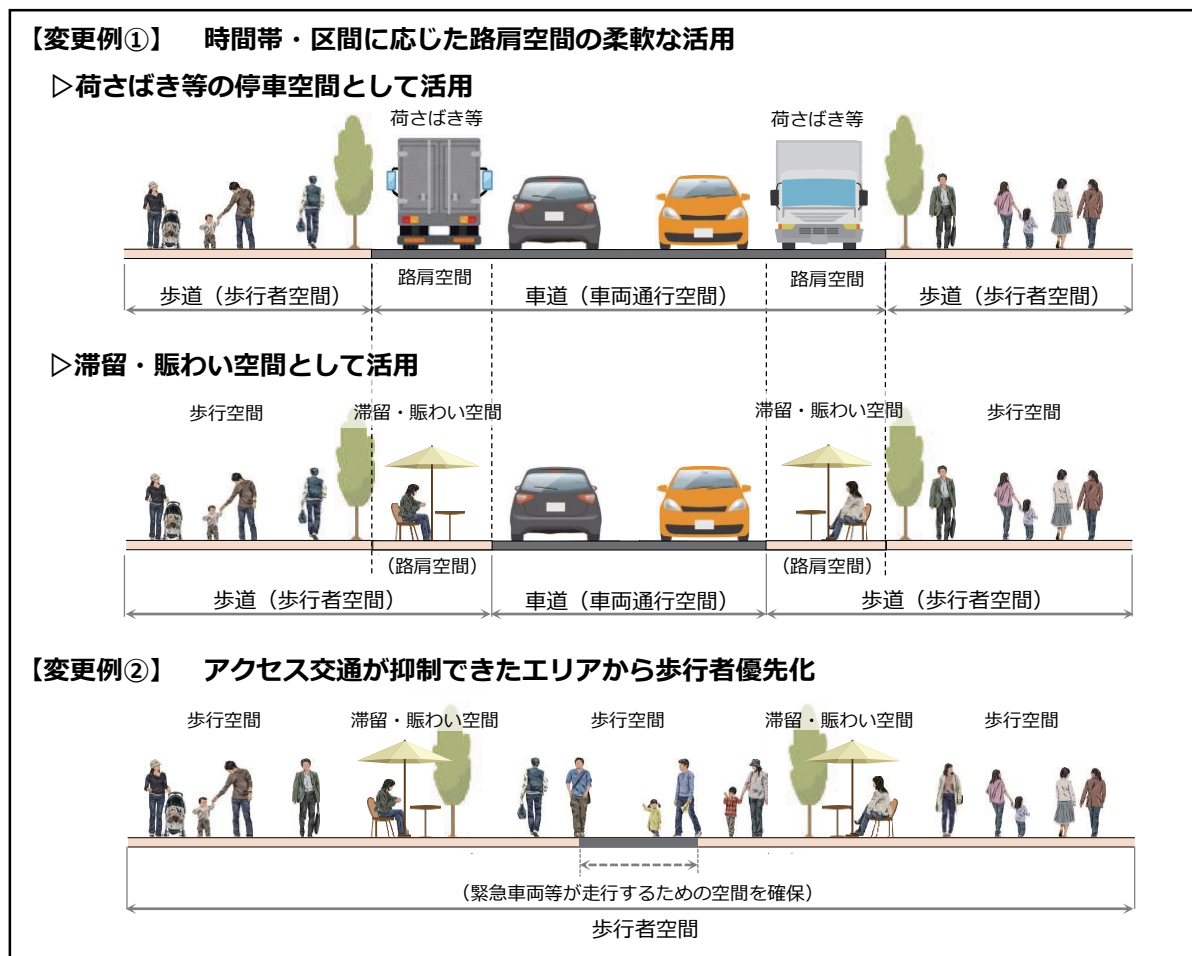 【変更例①】 時間帯・区間に応じた路肩空間の柔軟な活用
▷荷さばき等の停車空間として活用
荷さばき等 荷さばき等
路肩空間 路肩空間
歩道（歩行者空間） 車道（車両通行空間） 歩道（歩行者空間）
▷滞留・賑わい空間として活用
歩行空間 滞留・賑わい空間 滞留・賑わい空間 歩行空間
（路肩空間） （路肩空間）
歩道（歩行者空間） 車道（車両通行空間） 歩道（歩行者空間）
【変更例②】 アクセス交通が抑制できたエリアから歩行者優先化
歩行空間 滞留・賑わい空間 歩行空間 滞留・賑わい空間 歩行空間
（緊急車両等が走行するための空間を確保）
歩行者空間